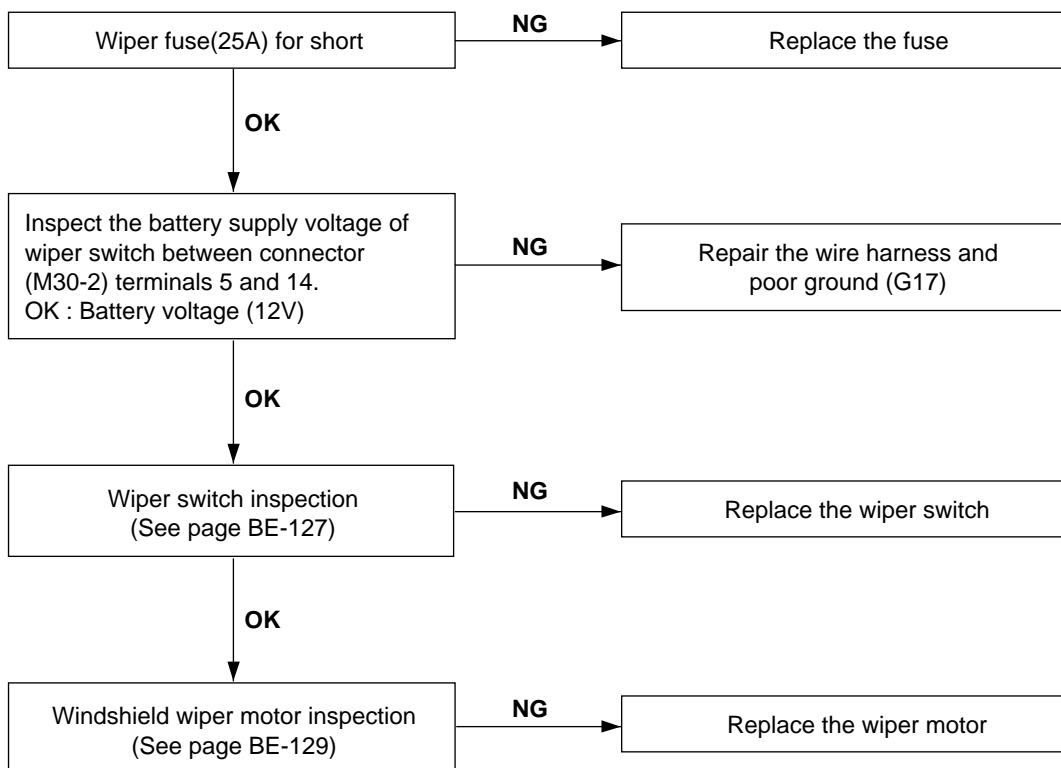 Wiper fuse(25A) for short
NG
Replace the fuse
OK
Inspect the battery supply voltage of
wiper switch between connector
(M30-2) terminals 5 and 14.
OK : Battery voltage (12V)
NG
Repair the wire harness and
poor ground (G17)
OK
Wiper switch inspection
(See page BE-127)
NG
Replace the wiper switch
OK
Windshield wiper motor inspection
(See page BE-129)
NG
Replace the wiper motor